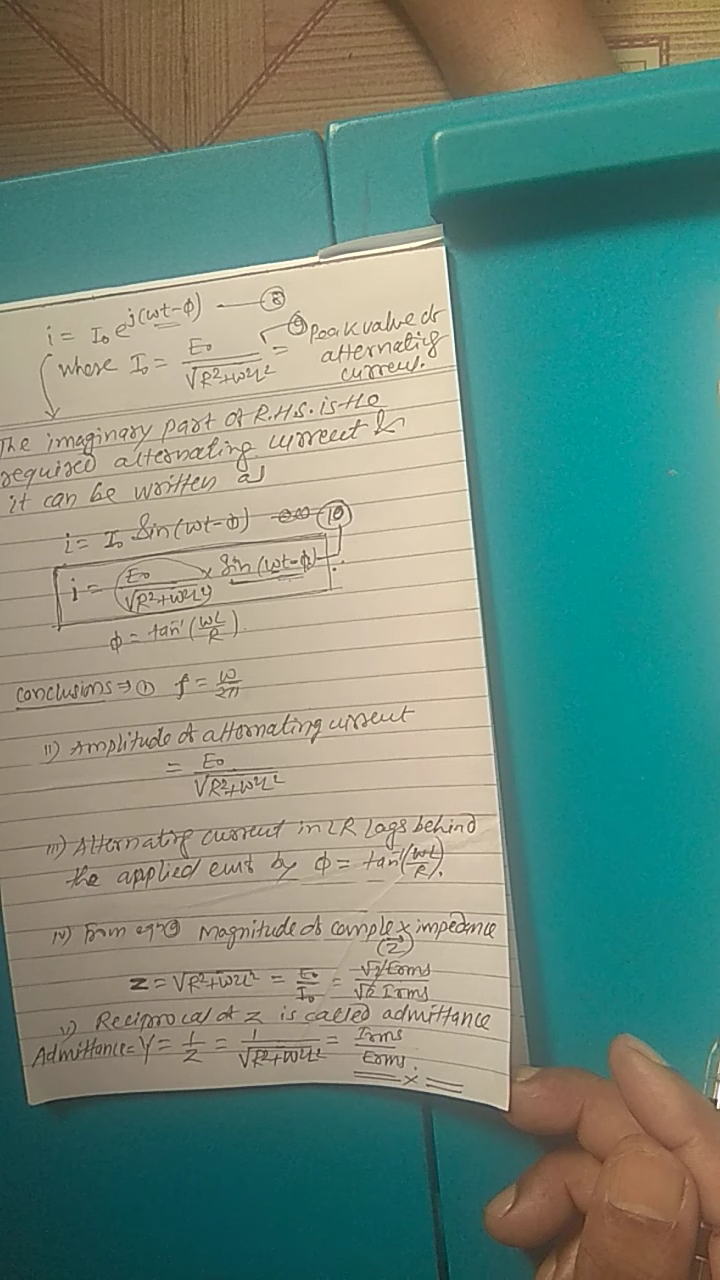 i = I₀ e^j(ωt-φ) — ⑧
where I₀ = E₀/√R²+ω²L² = ⑨ Peak value of alternating current.
The imaginary part of R.H.S. is the
required alternating current &
it can be written as
i = I₀ Sin(ωt-φ) — ⑩
i = E₀/√R²+ω²L² × Sin(ωt-φ)
φ = tan⁻¹(ωL/R)
Conclusions ⇒ ① f = ω/2π
II) Amplitude of alternating current
= E₀/√R²+ω²L²
III) Alternating current in LR lags behind
the applied emf by φ = tan⁻¹(ωL/R).
IV) From eqⁿ ⑨ Magnitude of complex impedance
(Z)
Z = √R²+ω²L² = E₀/I₀ = √2 Erms/√2 Irms
V) Reciprocal of Z is called admittance
Admittance = Y = 1/Z = 1/√R²+ω²L² = Irms/Erms.
=x=